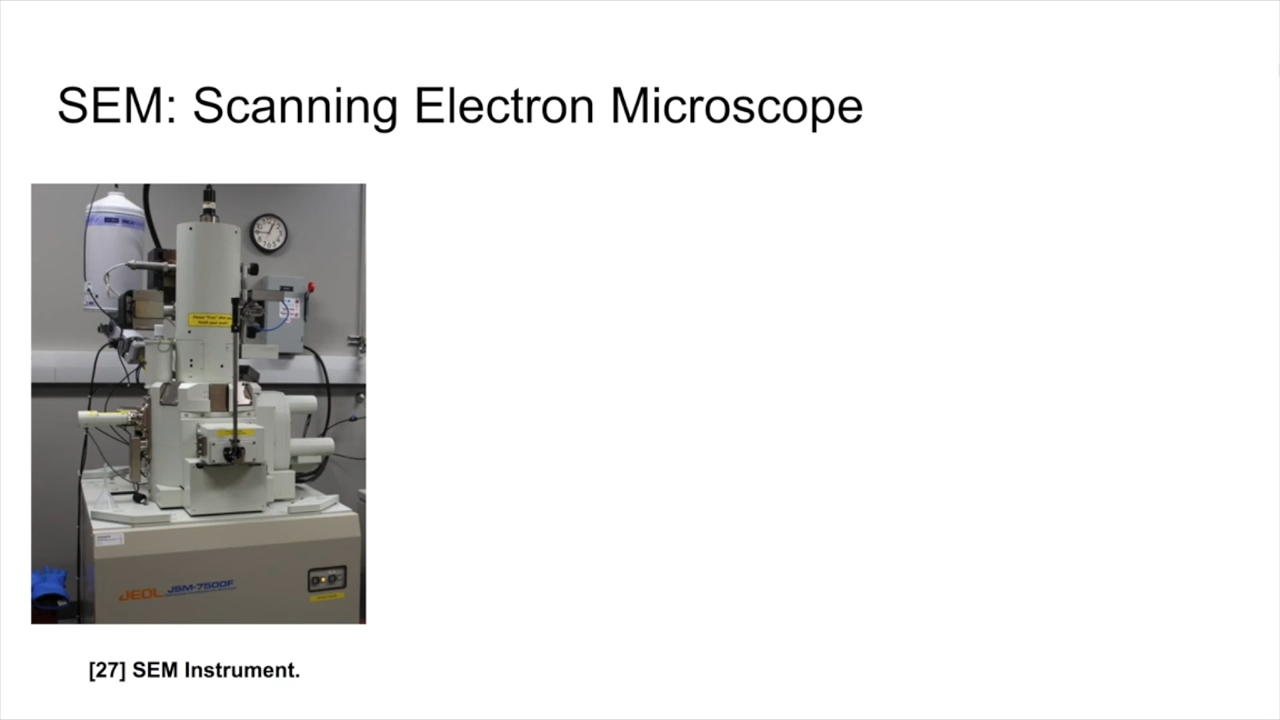 SEM: Scanning Electron Microscope
JEOL JSM-7500F
[27] SEM Instrument.